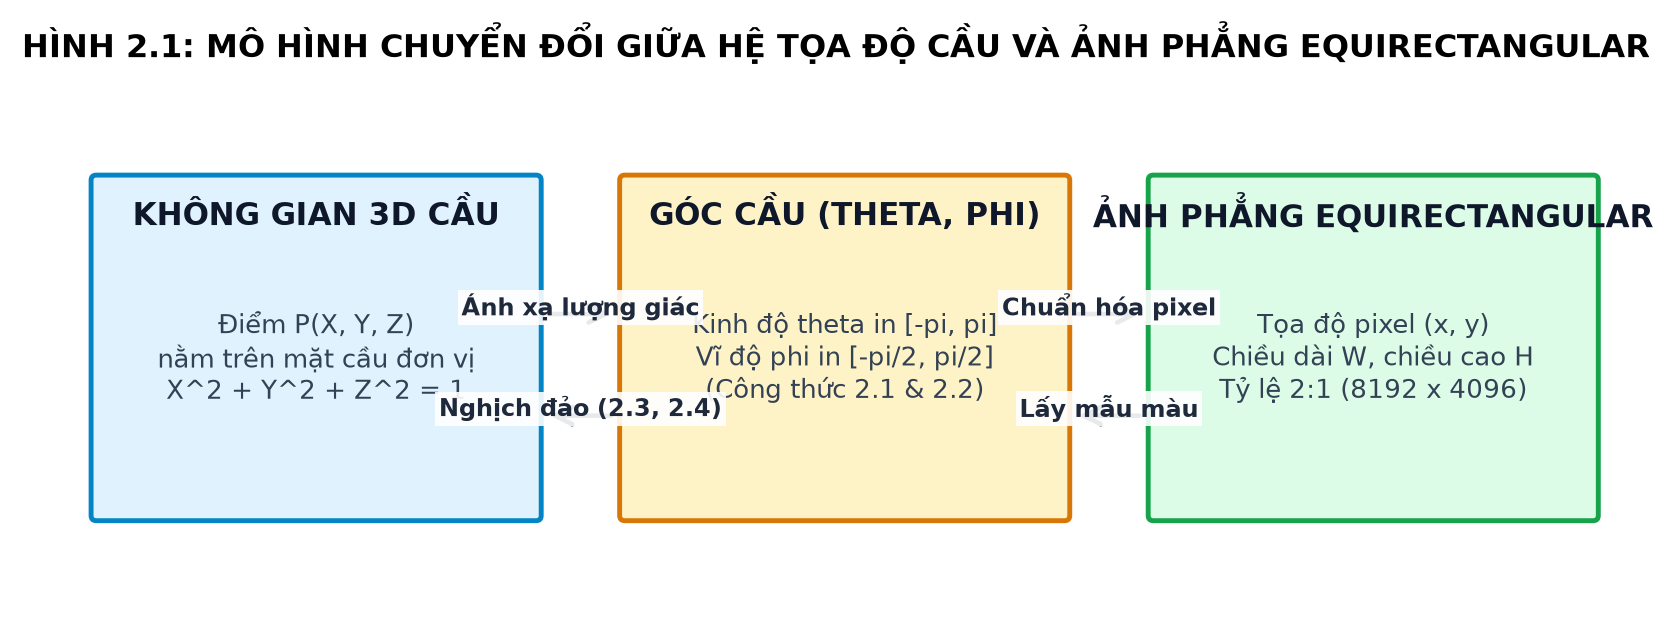 HÌNH 2.1: MÔ HÌNH CHUYỂN ĐỔI GIỮA HỆ TỌA ĐỘ CẦU VÀ ẢNH PHẲNG EQUIRECTANGULAR
KHÔNG GIAN 3D CẦU
Điểm P(X, Y, Z)
nằm trên mặt cầu đơn vị
X^2 + Y^2 + Z^2 = 1
Ánh xạ lượng giác
Nghịch đảo (2.3, 2.4)
GÓC CẦU (THETA, PHI)
Kinh độ theta in [-pi, pi]
Vĩ độ phi in [-pi/2, pi/2]
(Công thức 2.1 & 2.2)
Chuẩn hóa pixel
Lấy mẫu màu
ẢNH PHẲNG EQUIRECTANGULAR
Tọa độ pixel (x, y)
Chiều dài W, chiều cao H
Tỷ lệ 2:1 (8192 x 4096)